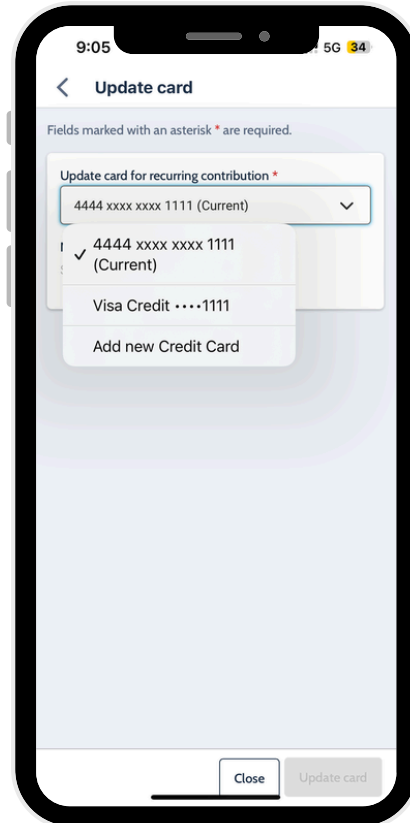 9:05
5G 34
Update card
Fields marked with an asterisk * are required.
Update card for recurring contribution *
4444 xxxx xxxx 1111 (Current)
4444 xxxx xxxx 1111
(Current)
Visa Credit ····1111
Add new Credit Card
Close
Update card